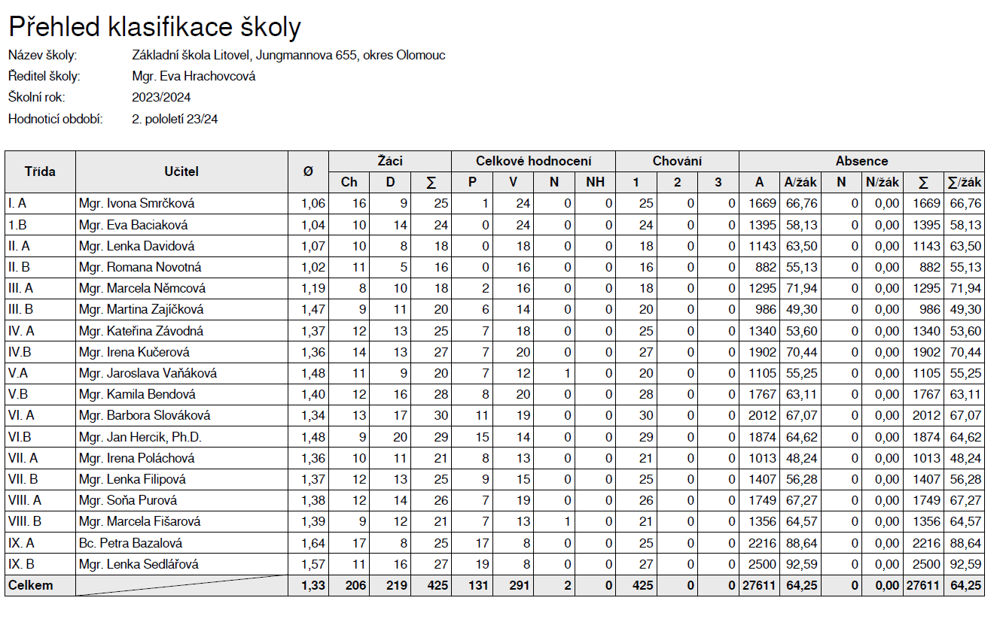 Přehled klasifikace školy
Název školy: Základní škola Litovel, Jungmannova 655, okres Olomouc
Ředitel školy: Mgr. Eva Hrachovcová
Školní rok: 2023/2024
Hodnoticí období: 2. pololetí 23/24
Třída Učitel Ø Žáci Celkové hodnocení Chování Absence
Ch D ∑ P V N NH 1 2 3 A A/žák N N/žák ∑ ∑/žák
I. A Mgr. Ivona Smrčková 1,06 16 9 25 1 24 0 0 25 0 0 1669 66,76 0 0,00 1669 66,76
1.B Mgr. Eva Baciaková 1,04 10 14 24 0 24 0 0 24 0 0 1395 58,13 0 0,00 1395 58,13
II. A Mgr. Lenka Davidová 1,07 10 8 18 0 18 0 0 18 0 0 1143 63,50 0 0,00 1143 63,50
II. B Mgr. Romana Novotná 1,02 11 5 16 0 16 0 0 16 0 0 882 55,13 0 0,00 882 55,13
III. A Mgr. Marcela Němcová 1,19 8 10 18 2 16 0 0 18 0 0 1295 71,94 0 0,00 1295 71,94
III. B Mgr. Martina Zajíčková 1,47 9 11 20 6 14 0 0 20 0 0 986 49,30 0 0,00 986 49,30
IV. A Mgr. Kateřina Závodná 1,37 12 13 25 7 18 0 0 25 0 0 1340 53,60 0 0,00 1340 53,60
IV.B Mgr. Irena Kučerová 1,36 14 13 27 7 20 0 0 27 0 0 1902 70,44 0 0,00 1902 70,44
V.A Mgr. Jaroslava Vaňáková 1,48 11 9 20 7 12 1 0 20 0 0 1105 55,25 0 0,00 1105 55,25
V.B Mgr. Kamila Bendová 1,40 12 16 28 8 20 0 0 28 0 0 1767 63,11 0 0,00 1767 63,11
VI. A Mgr. Barbora Slováková 1,34 13 17 30 11 19 0 0 30 0 0 2012 67,07 0 0,00 2012 67,07
VI.B Mgr. Jan Hercik, Ph.D. 1,48 9 20 29 15 14 0 0 29 0 0 1874 64,62 0 0,00 1874 64,62
VII. A Mgr. Irena Poláchová 1,36 10 11 21 8 13 0 0 21 0 0 1013 48,24 0 0,00 1013 48,24
VII. B Mgr. Lenka Filipová 1,37 12 13 25 9 15 0 0 25 0 0 1407 56,28 0 0,00 1407 56,28
VIII. A Mgr. Soňa Purová 1,38 12 14 26 7 19 0 0 26 0 0 1749 67,27 0 0,00 1749 67,27
VIII. B Mgr. Marcela Fišarová 1,39 9 12 21 7 13 1 0 21 0 0 1356 64,57 0 0,00 1356 64,57
IX. A Bc. Petra Bazalová 1,64 17 8 25 17 8 0 0 25 0 0 2216 88,64 0 0,00 2216 88,64
IX. B Mgr. Lenka Sedlářová 1,57 11 16 27 19 8 0 0 27 0 0 2500 92,59 0 0,00 2500 92,59
Celkem 1,33 206 219 425 131 291 2 0 425 0 0 27611 64,25 0 0,00 27611 64,25